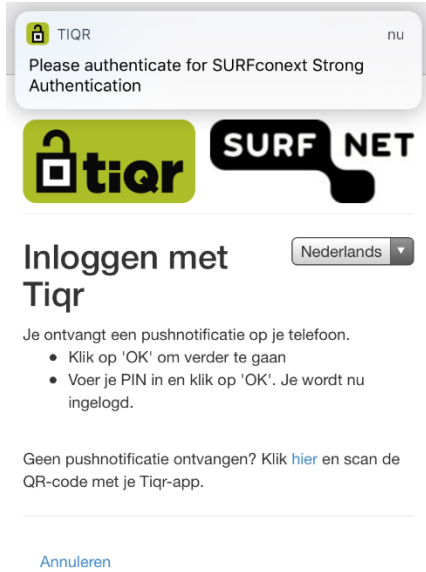 TIQR
nu
Please authenticate for SURFconext Strong
Authentication
tiqr
SURF NET
Inloggen met
Tiqr
Nederlands
Je ontvangt een pushnotificatie op je telefoon.
• Klik op 'OK' om verder te gaan
• Voer je PIN in en klik op 'OK'. Je wordt nu
ingelogd.
Geen pushnotificatie ontvangen? Klik hier en scan de
QR-code met je Tiqr-app.
Annuleren